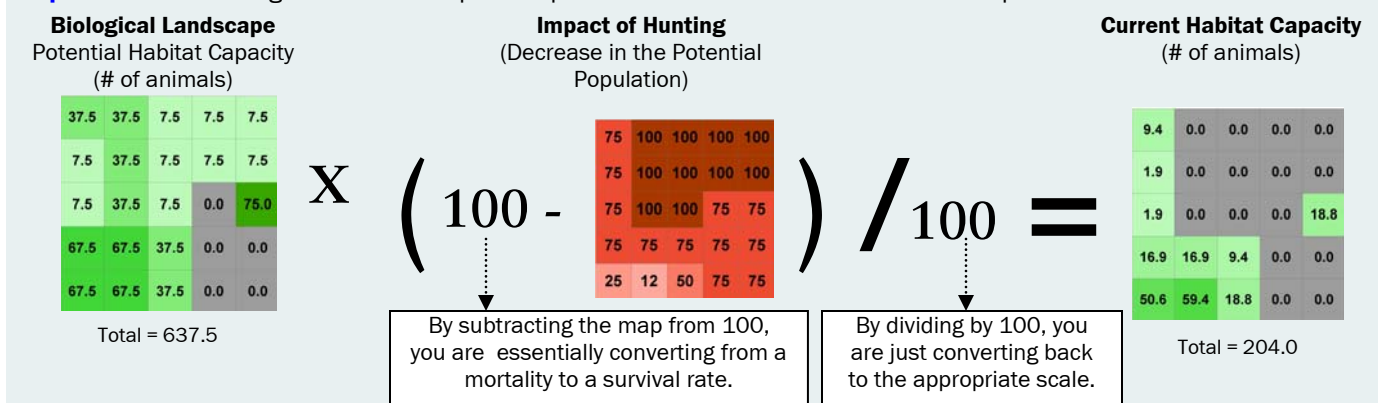 Biological Landscape
Potential Habitat Capacity
(# of animals)
37.5 37.5 7.5 7.5 7.5
7.5 37.5 7.5 7.5 7.5
7.5 37.5 7.5 0.0 75.0
67.5 67.5 37.5 0.0 0.0
67.5 67.5 37.5 0.0 0.0
Total = 637.5
X
Impact of Hunting
(Decrease in the Potential
Population)
( 100 -
75 100 100 100 100
75 100 100 100 100
75 100 100 75 75
75 75 75 75 75
25 12 50 75 75
) / 100 =
By subtracting the map from 100,
you are essentially converting from a
mortality to a survival rate.
By dividing by 100, you
are just converting back
to the appropriate scale.
Current Habitat Capacity
(# of animals)
9.4 0.0 0.0 0.0 0.0
1.9 0.0 0.0 0.0 0.0
1.9 0.0 0.0 0.0 18.8
16.9 16.9 9.4 0.0 0.0
50.6 59.4 18.8 0.0 0.0
Total = 204.0